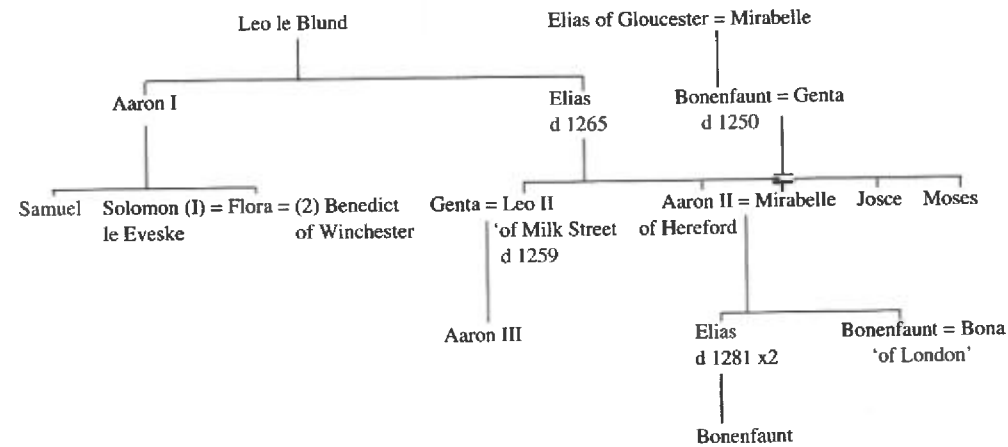 Leo le Blund
Elias of Gloucester = Mirabelle
Aaron I
Elias
d 1265
Bonenfaunt = Genta
d 1250
Samuel
Solomon (I) = Flora = (2) Benedict
le Eveske
of Winchester
Genta = Leo II
'of Milk Street
d 1259
Aaron II = Mirabelle
of Hereford
Josce
Moses
Aaron III
Elias
d 1281 x2
Bonenfaunt = Bona
'of London'
Bonenfaunt